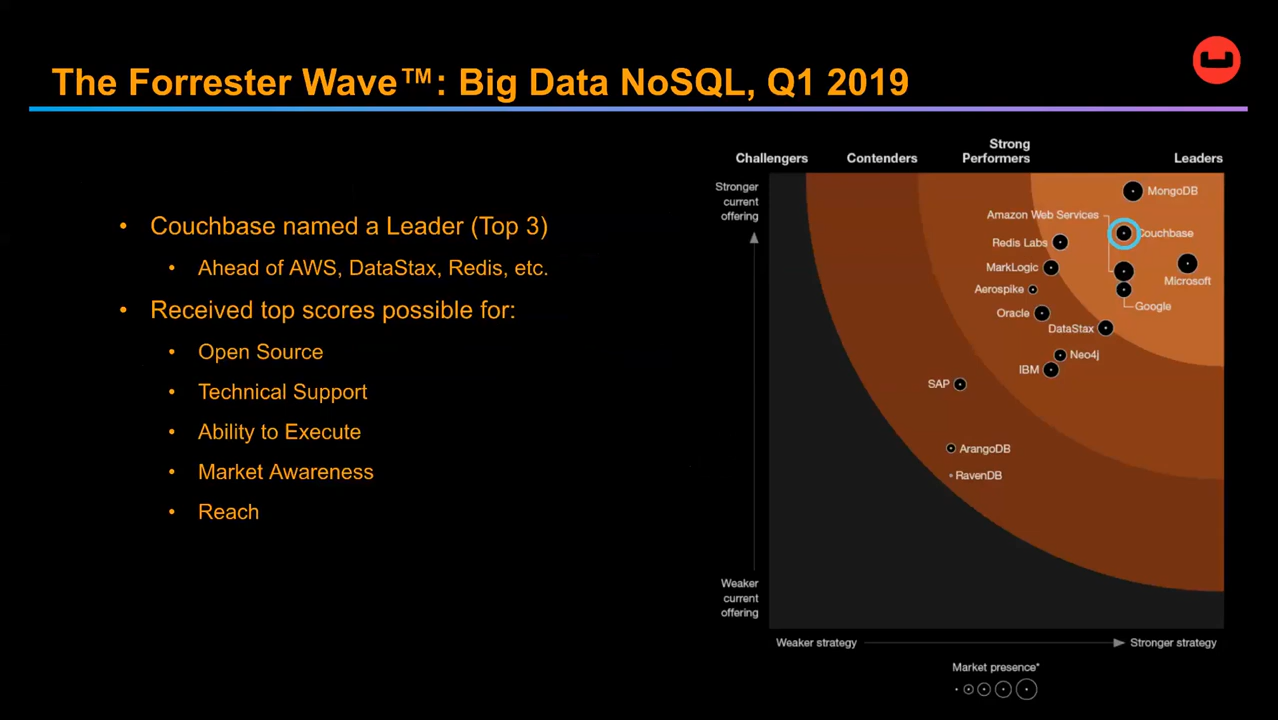 The Forrester Wave™: Big Data NoSQL, Q1 2019
• Couchbase named a Leader (Top 3)
• Ahead of AWS, DataStax, Redis, etc.
• Received top scores possible for:
• Open Source
• Technical Support
• Ability to Execute
• Market Awareness
• Reach
Challengers
Contenders
Strong
Performers
Leaders
Stronger
current
offering
MongoDB
Amazon Web Services
Couchbase
Redis Labs
MarkLogic
Microsoft
Aerospike
Google
Oracle
DataStax
Neo4j
IBM
SAP
ArangoDB
RavenDB
Weaker
current
offering
Weaker strategy
Stronger strategy
Market presence*